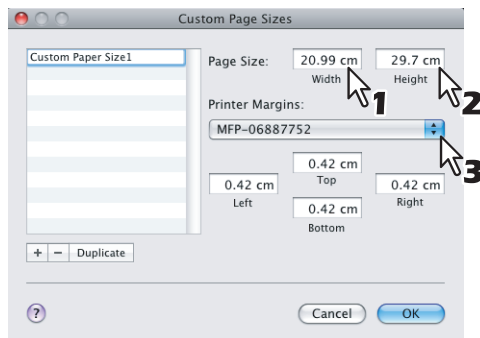 Custom Page Sizes
Custom Paper Size1
Page Size:
20.99 cm
29.7 cm
Width
Height
1
2
Printer Margins:
MFP-06887752
3
0.42 cm
Top
0.42 cm
0.42 cm
Left
Right
0.42 cm
Bottom
+ − Duplicate
? Cancel OK